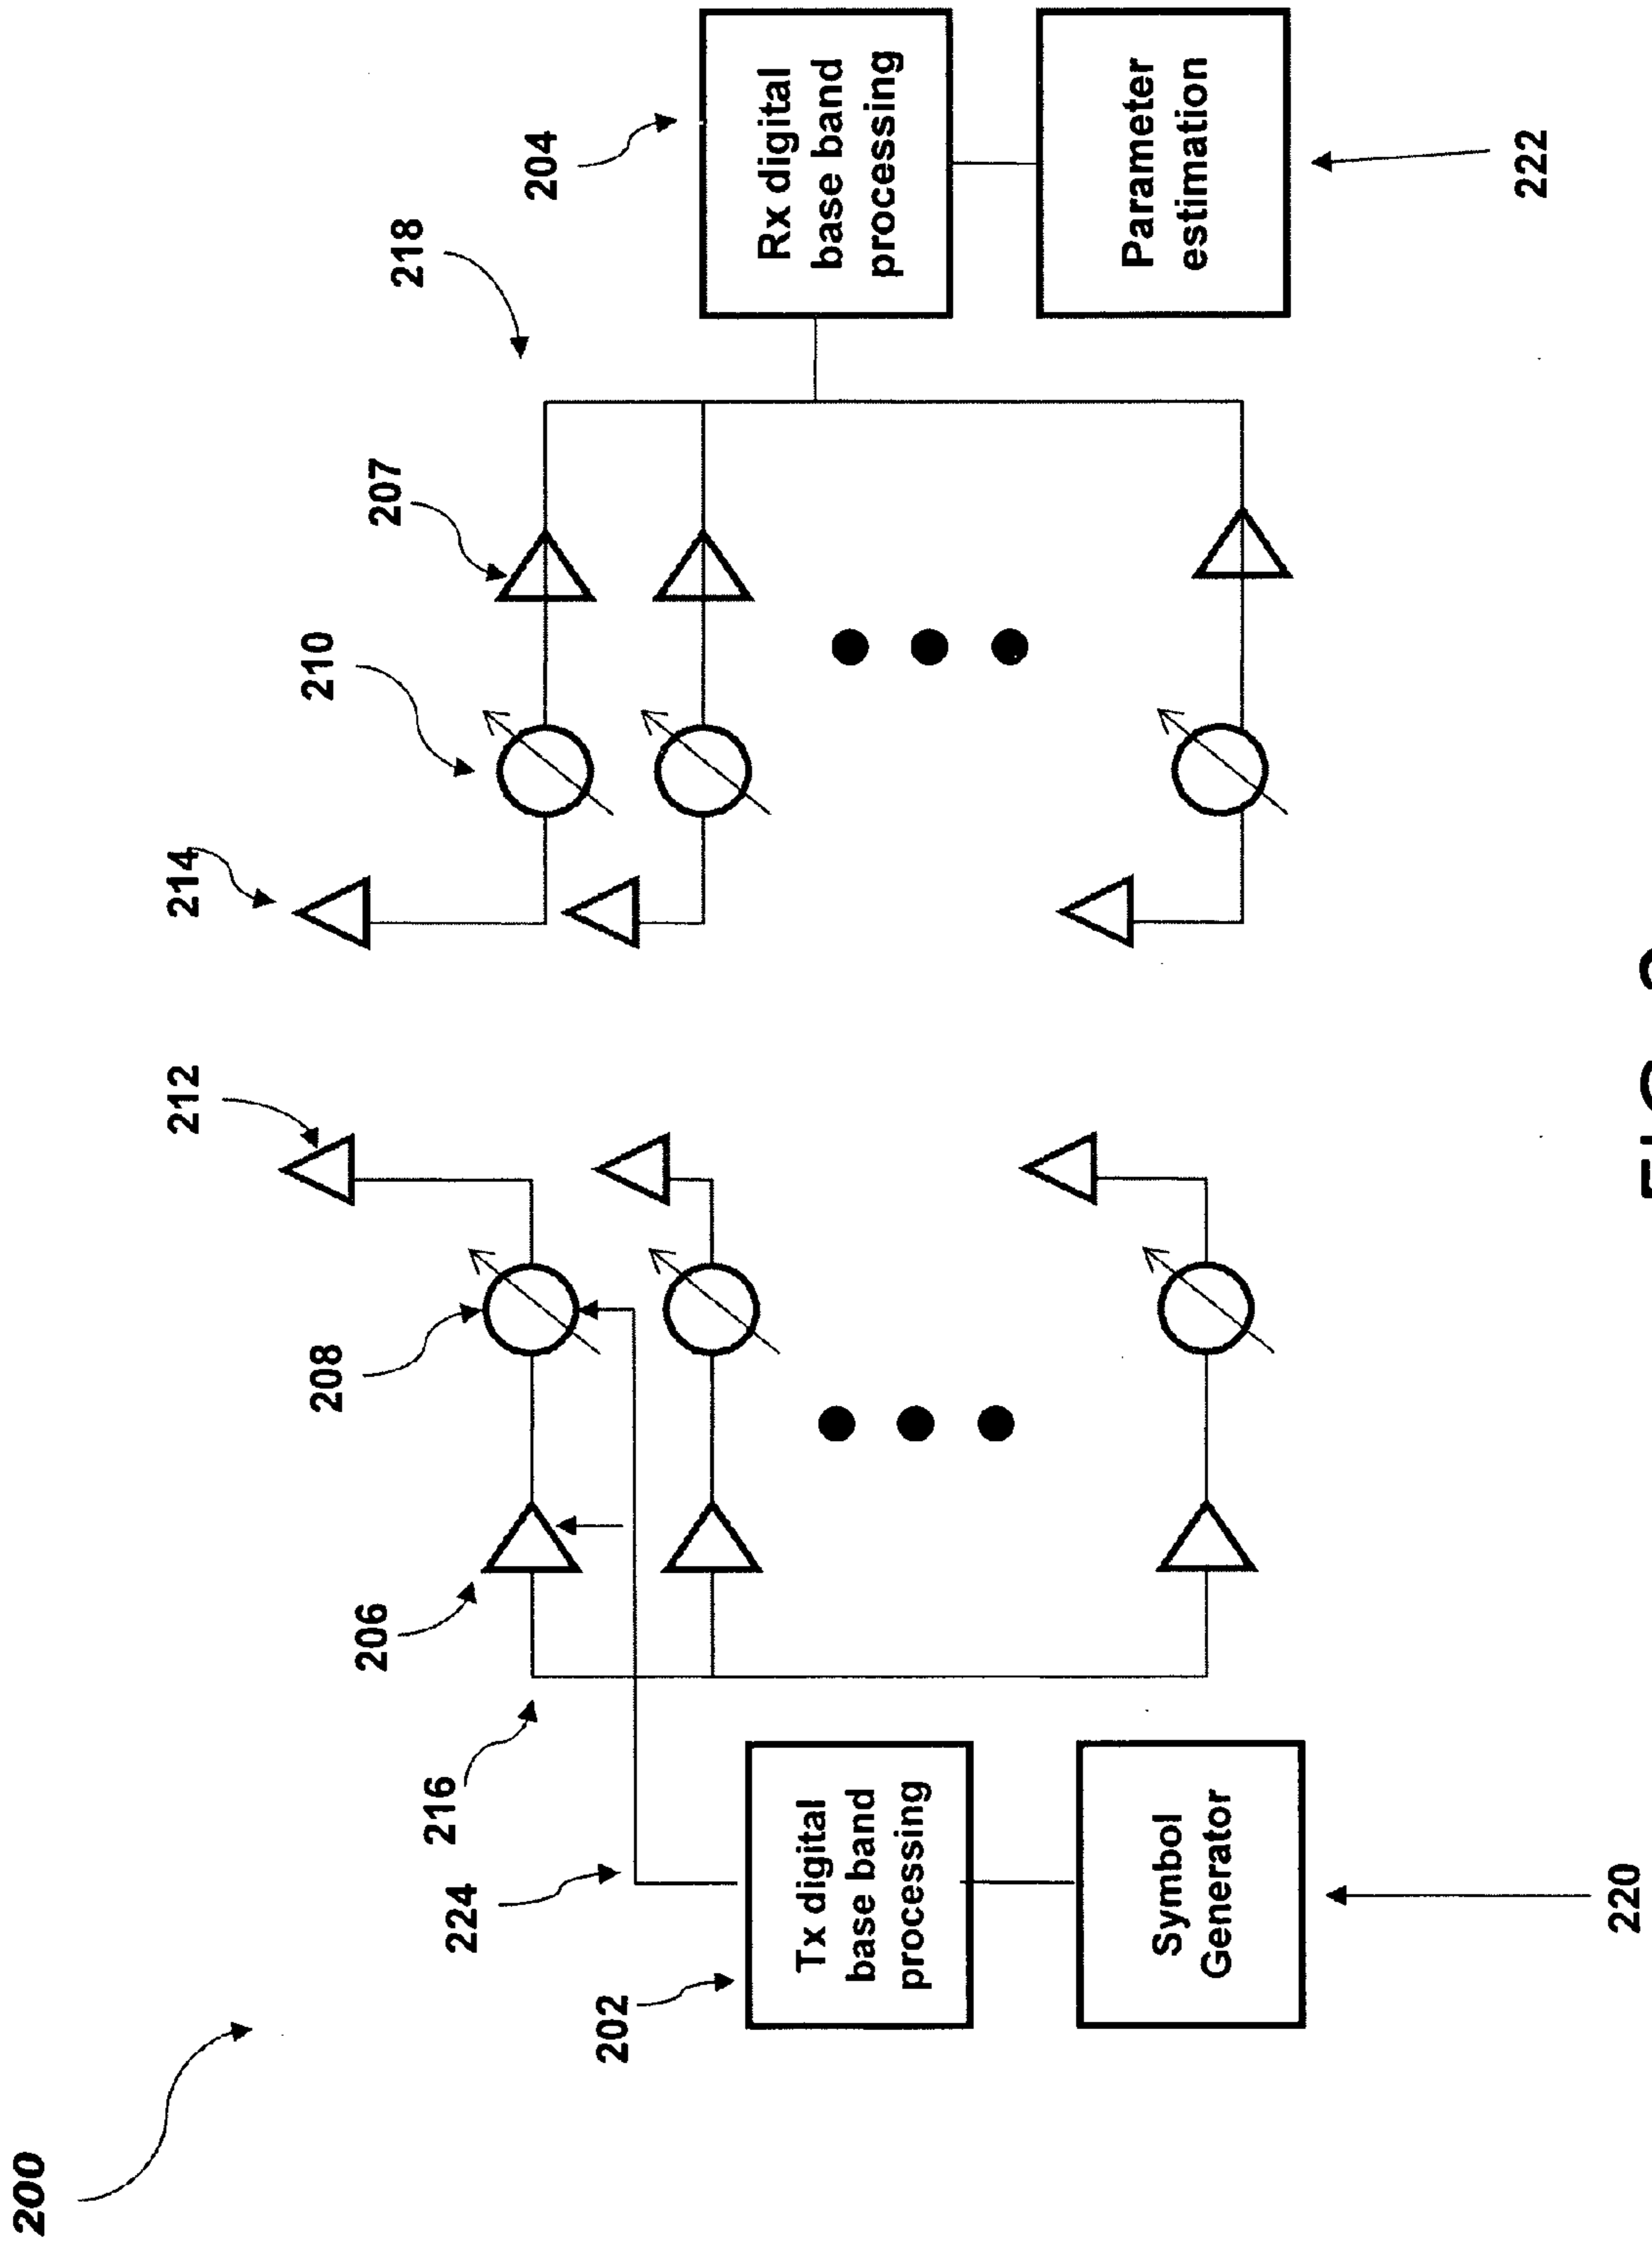 200
212
214
208
210
206
207
216
218
224
204
202
Tx digital
base band
processing
Rx digital
base band
processing
Symbol
Generator
Parameter
estimation
222
220